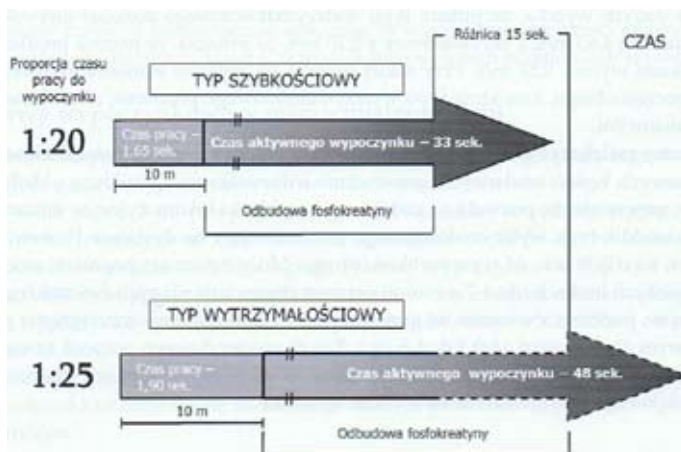 Różnica 15 sek.
CZAS
Proporcja czasu
pracy do
wypoczynku
TYP SZYBKOŚCIOWY
1:20
Czas pracy –
1,65 sek.
Czas aktywnego wypoczynku – 33 sek.
10 m
Odbudowa fosfokreatyny
TYP WYTRZYMAŁOŚCIOWY
1:25
Czas pracy –
1,90 sek.
Czas aktywnego wypoczynku – 48 sek.
10 m
Odbudowa fosfokreatyny